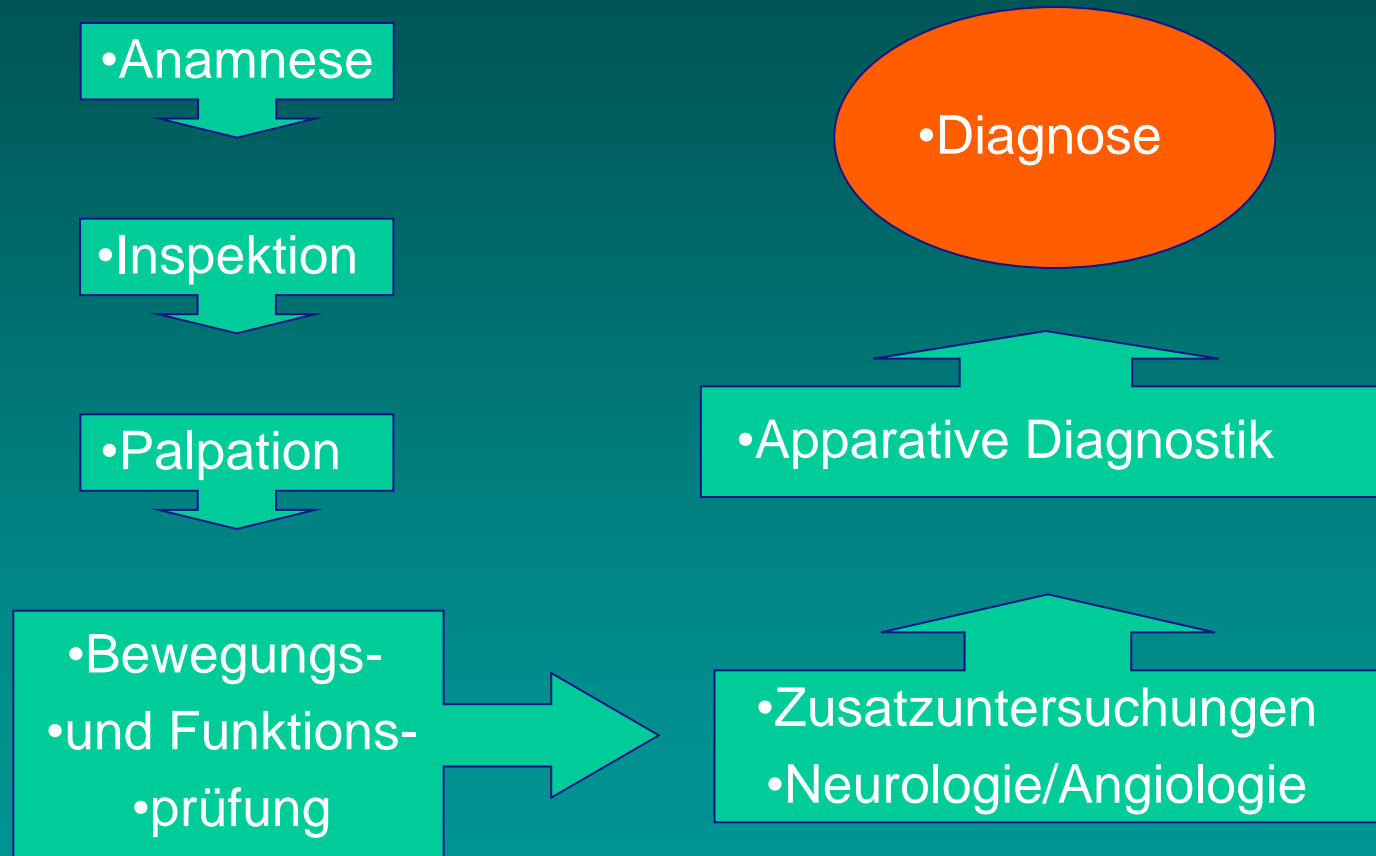 •Anamnese
•Inspektion
•Palpation
•Bewegungs-
•und Funktions-
•prüfung
•Zusatzuntersuchungen
•Neurologie/Angiologie
•Apparative Diagnostik
•Diagnose